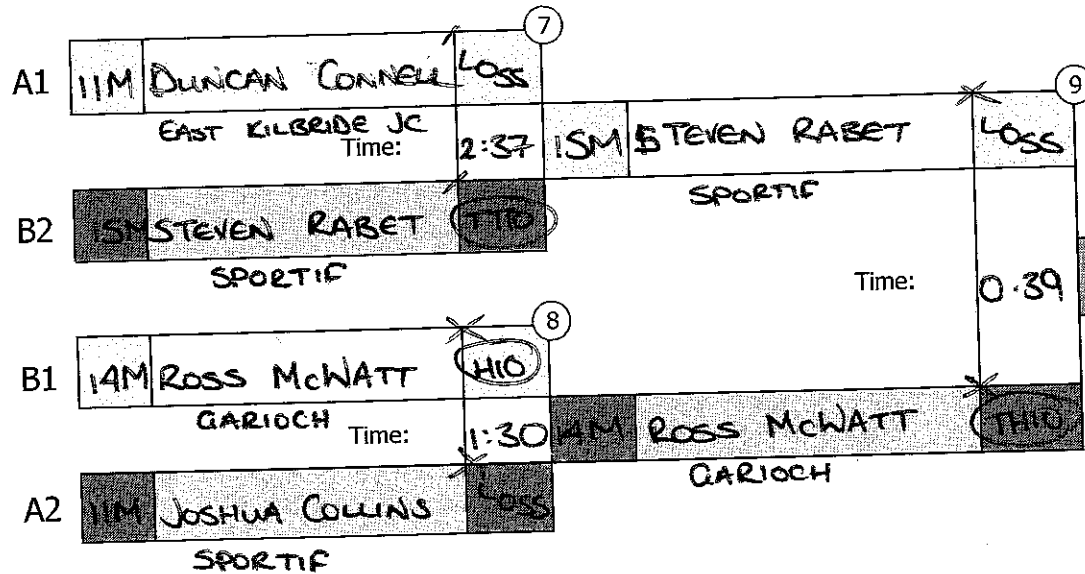 7
A1 11M DUNCAN CONNELL LOSS
9
EAST KILBRIDE JC
Time: 2:37 15M STEVEN RABET LOSS
SPORTIF
B2 15M STEVEN RABET TTIO
SPORTIF
Time: 0.39
8
B1 14M ROSS McWATT HIO
GARIOCH
Time: 1:30 14M ROSS McWATT THIO
GARIOCH
A2 11M JOSHUA COLLINS LOSS
SPORTIF